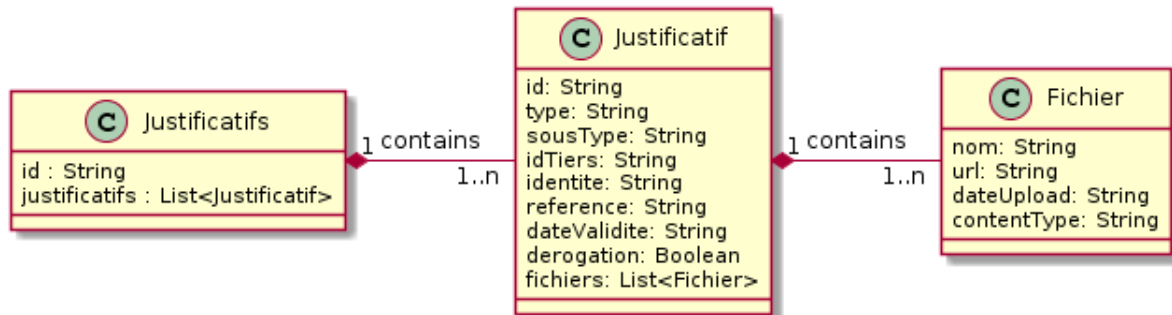 C Justificatifs
id : String
justificatifs : List<Justificatif>
1 contains
1..n
C Justificatif
id: String
type: String
sousType: String
idTiers: String
identite: String
reference: String
dateValidite: String
derogation: Boolean
fichiers: List<Fichier>
1 contains
1..n
C Fichier
nom: String
url: String
dateUpload: String
contentType: String